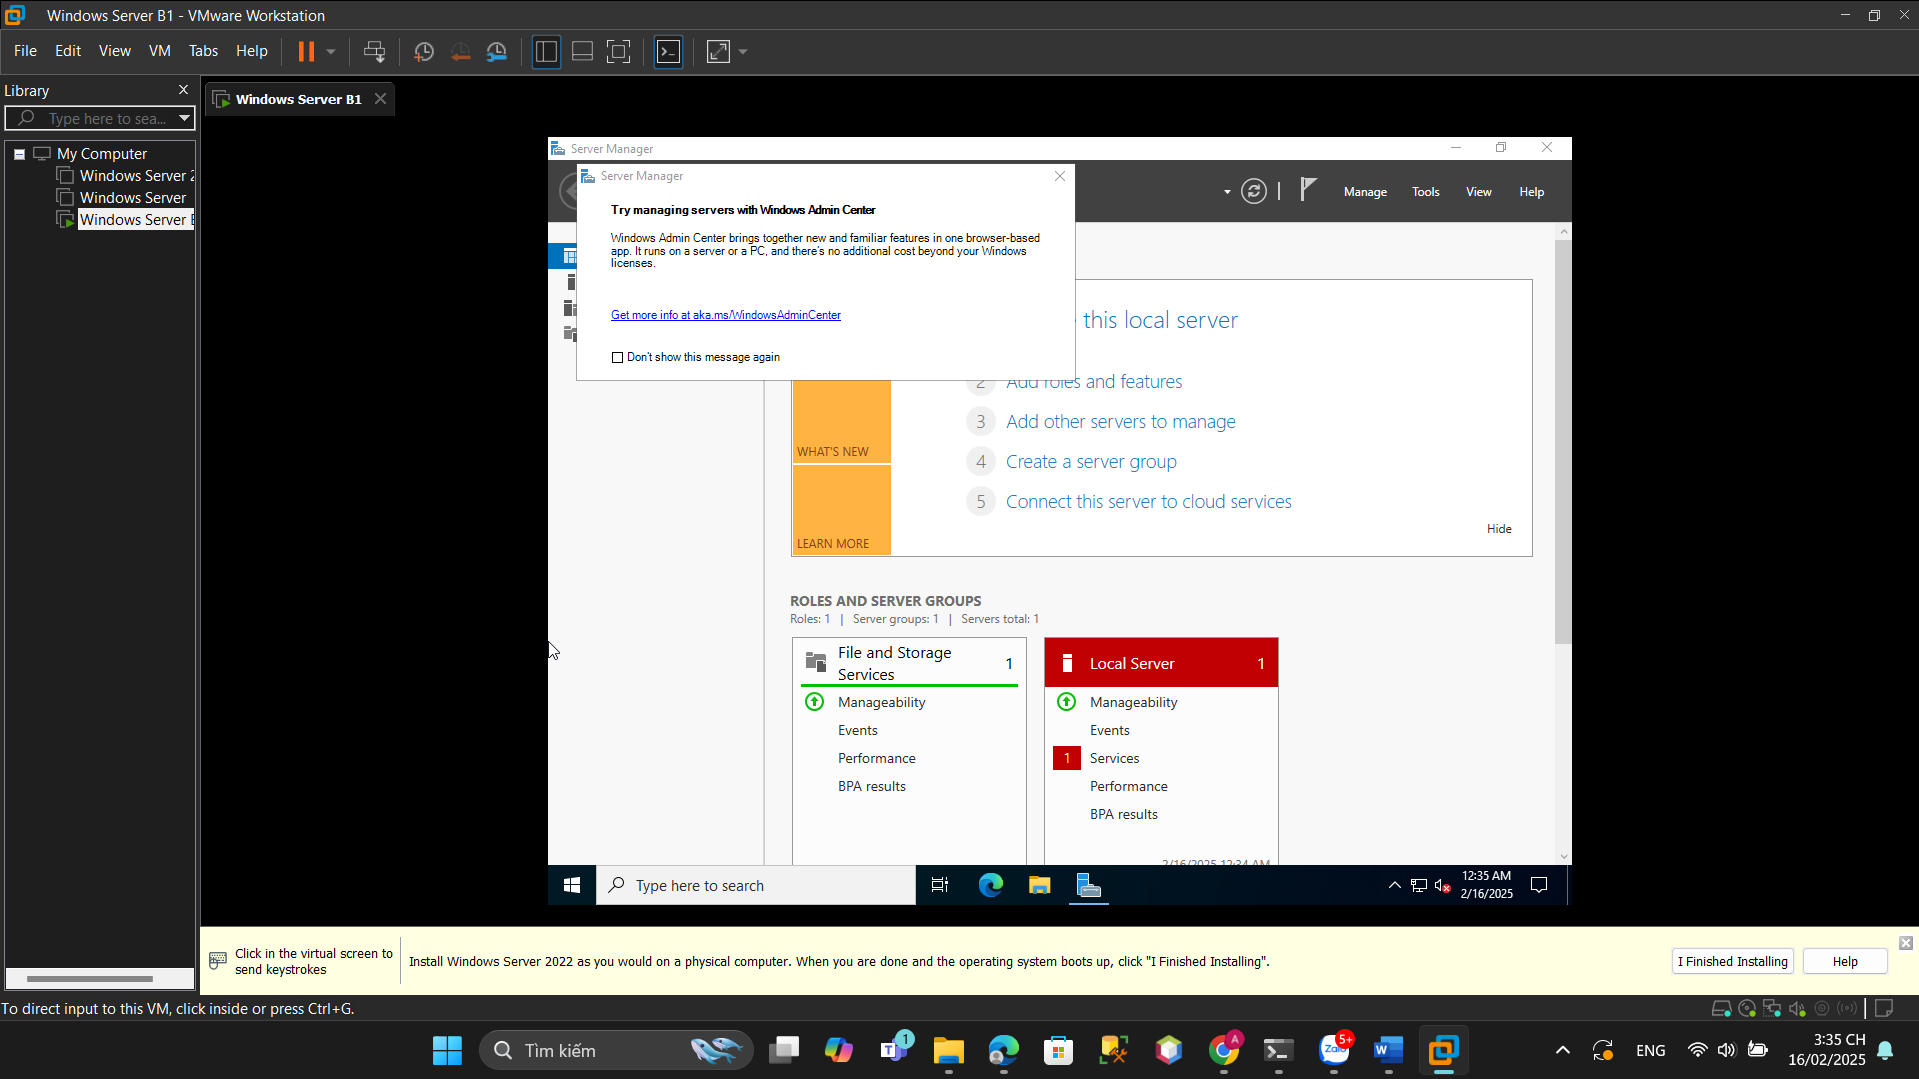 Windows Server B1 - VMware Workstation
File Edit View VM Tabs Help
Library
Type here to sea...
My Computer
Windows Server 2
Windows Server
Windows Server
Windows Server B1
Server Manager
Server Manager
Try managing servers with Windows Admin Center
Windows Admin Center brings together new and familiar features in one browser-based
app. It runs on a server or a PC, and there's no additional cost beyond your Windows
licenses.
Get more info at aka.ms/WindowsAdminCenter
Don't show this message again
Manage Tools View Help
this local server
2 Add roles and features
3 Add other servers to manage
4 Create a server group
5 Connect this server to cloud services
WHAT'S NEW
LEARN MORE
Hide
ROLES AND SERVER GROUPS
Roles: 1 | Server groups: 1 | Servers total: 1
File and Storage
Services
1
Manageability
Events
Performance
BPA results
Local Server 1
Manageability
Events
1 Services
Performance
BPA results
2/16/2025 12:34 AM
Type here to search
12:35 AM
2/16/2025
Click in the virtual screen to
send keystrokes
Install Windows Server 2022 as you would on a physical computer. When you are done and the operating system boots up, click "I Finished Installing".
I Finished Installing
Help
To direct input to this VM, click inside or press Ctrl+G.
Tìm kiếm
1
A
Zalo
5+
ENG
3:35 CH
16/02/2025